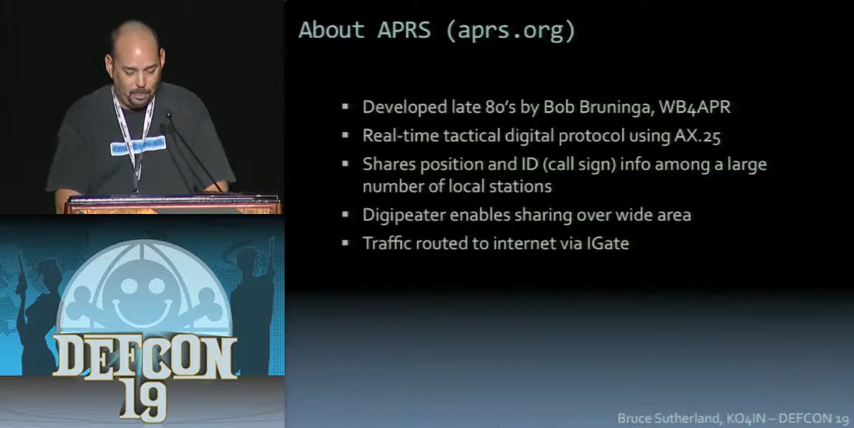 About APRS (aprs.org)
▪ Developed late 80's by Bob Bruninga, WB4APR
▪ Real-time tactical digital protocol using AX.25
▪ Shares position and ID (call sign) info among a large
number of local stations
▪ Digipeater enables sharing over wide area
▪ Traffic routed to internet via IGate
DEFCON
19
Bruce Sutherland, KO4IN – DEFCON 19